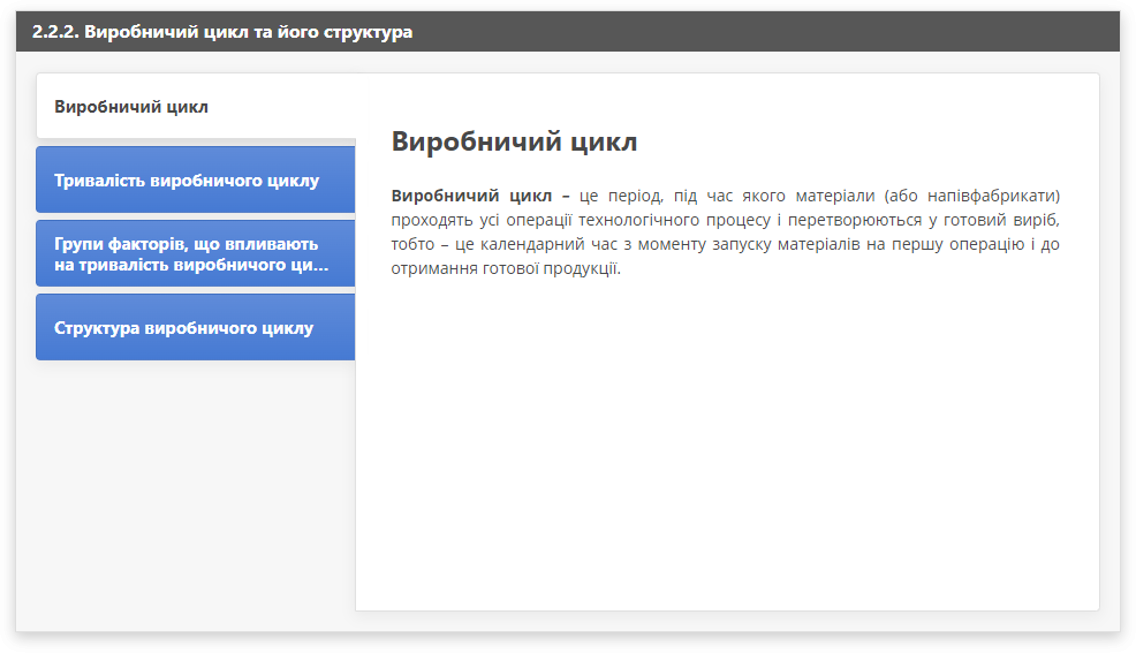 2.2.2. Виробничий цикл та його структура
Виробничий цикл
Тривалість виробничого циклу
Групи факторів, що впливають
на тривалість виробничого ци...
Структура виробничого циклу
Виробничий цикл
Виробничий цикл – це період, під час якого матеріали (або напівфабрикати)
проходять усі операції технологічного процесу і перетворюються у готовий виріб,
тобто – це календарний час з моменту запуску матеріалів на першу операцію і до
отримання готової продукції.